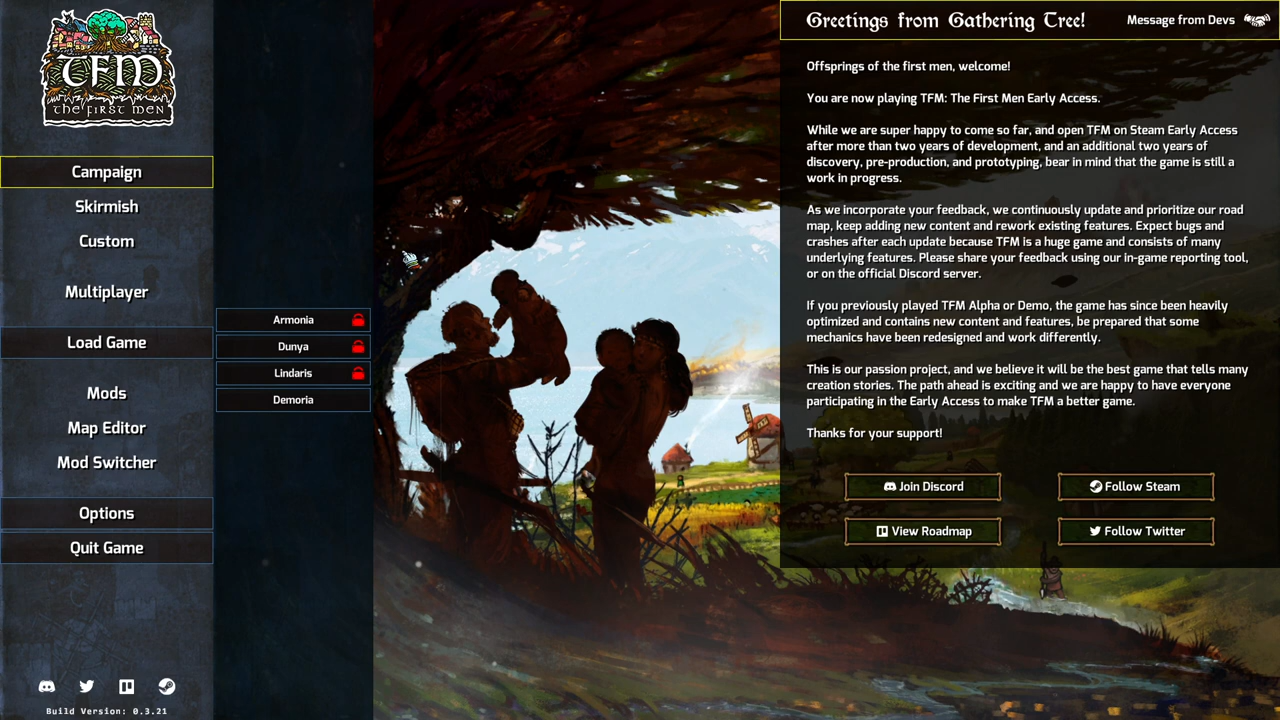 TFM
the first men
Campaign
Skirmish
Custom
Multiplayer
Load Game
Mods
Map Editor
Mod Switcher
Options
Quit Game
Build Version: 0.3.21
Armonia
Dunya
Lindaris
Demoria
Greetings from Gathering Tree!
Message from Devs
Offsprings of the first men, welcome!
You are now playing TFM: The First Men Early Access.
While we are super happy to come so far, and open TFM on Steam Early Access
after more than two years of development, and an additional two years of
discovery, pre-production, and prototyping, bear in mind that the game is still a
work in progress.
As we incorporate your feedback, we continuously update and prioritize our road
map, keep adding new content and rework existing features. Expect bugs and
crashes after each update because TFM is a huge game and consists of many
underlying features. Please share your feedback using our in-game reporting tool,
or on the official Discord server.
If you previously played TFM Alpha or Demo, the game has since been heavily
optimized and contains new content and features, be prepared that some
mechanics have been redesigned and work differently.
This is our passion project, and we believe it will be the best game that tells many
creation stories. The path ahead is exciting and we are happy to have everyone
participating in the Early Access to make TFM a better game.
Thanks for your support!
Join Discord
Follow Steam
View Roadmap
Follow Twitter